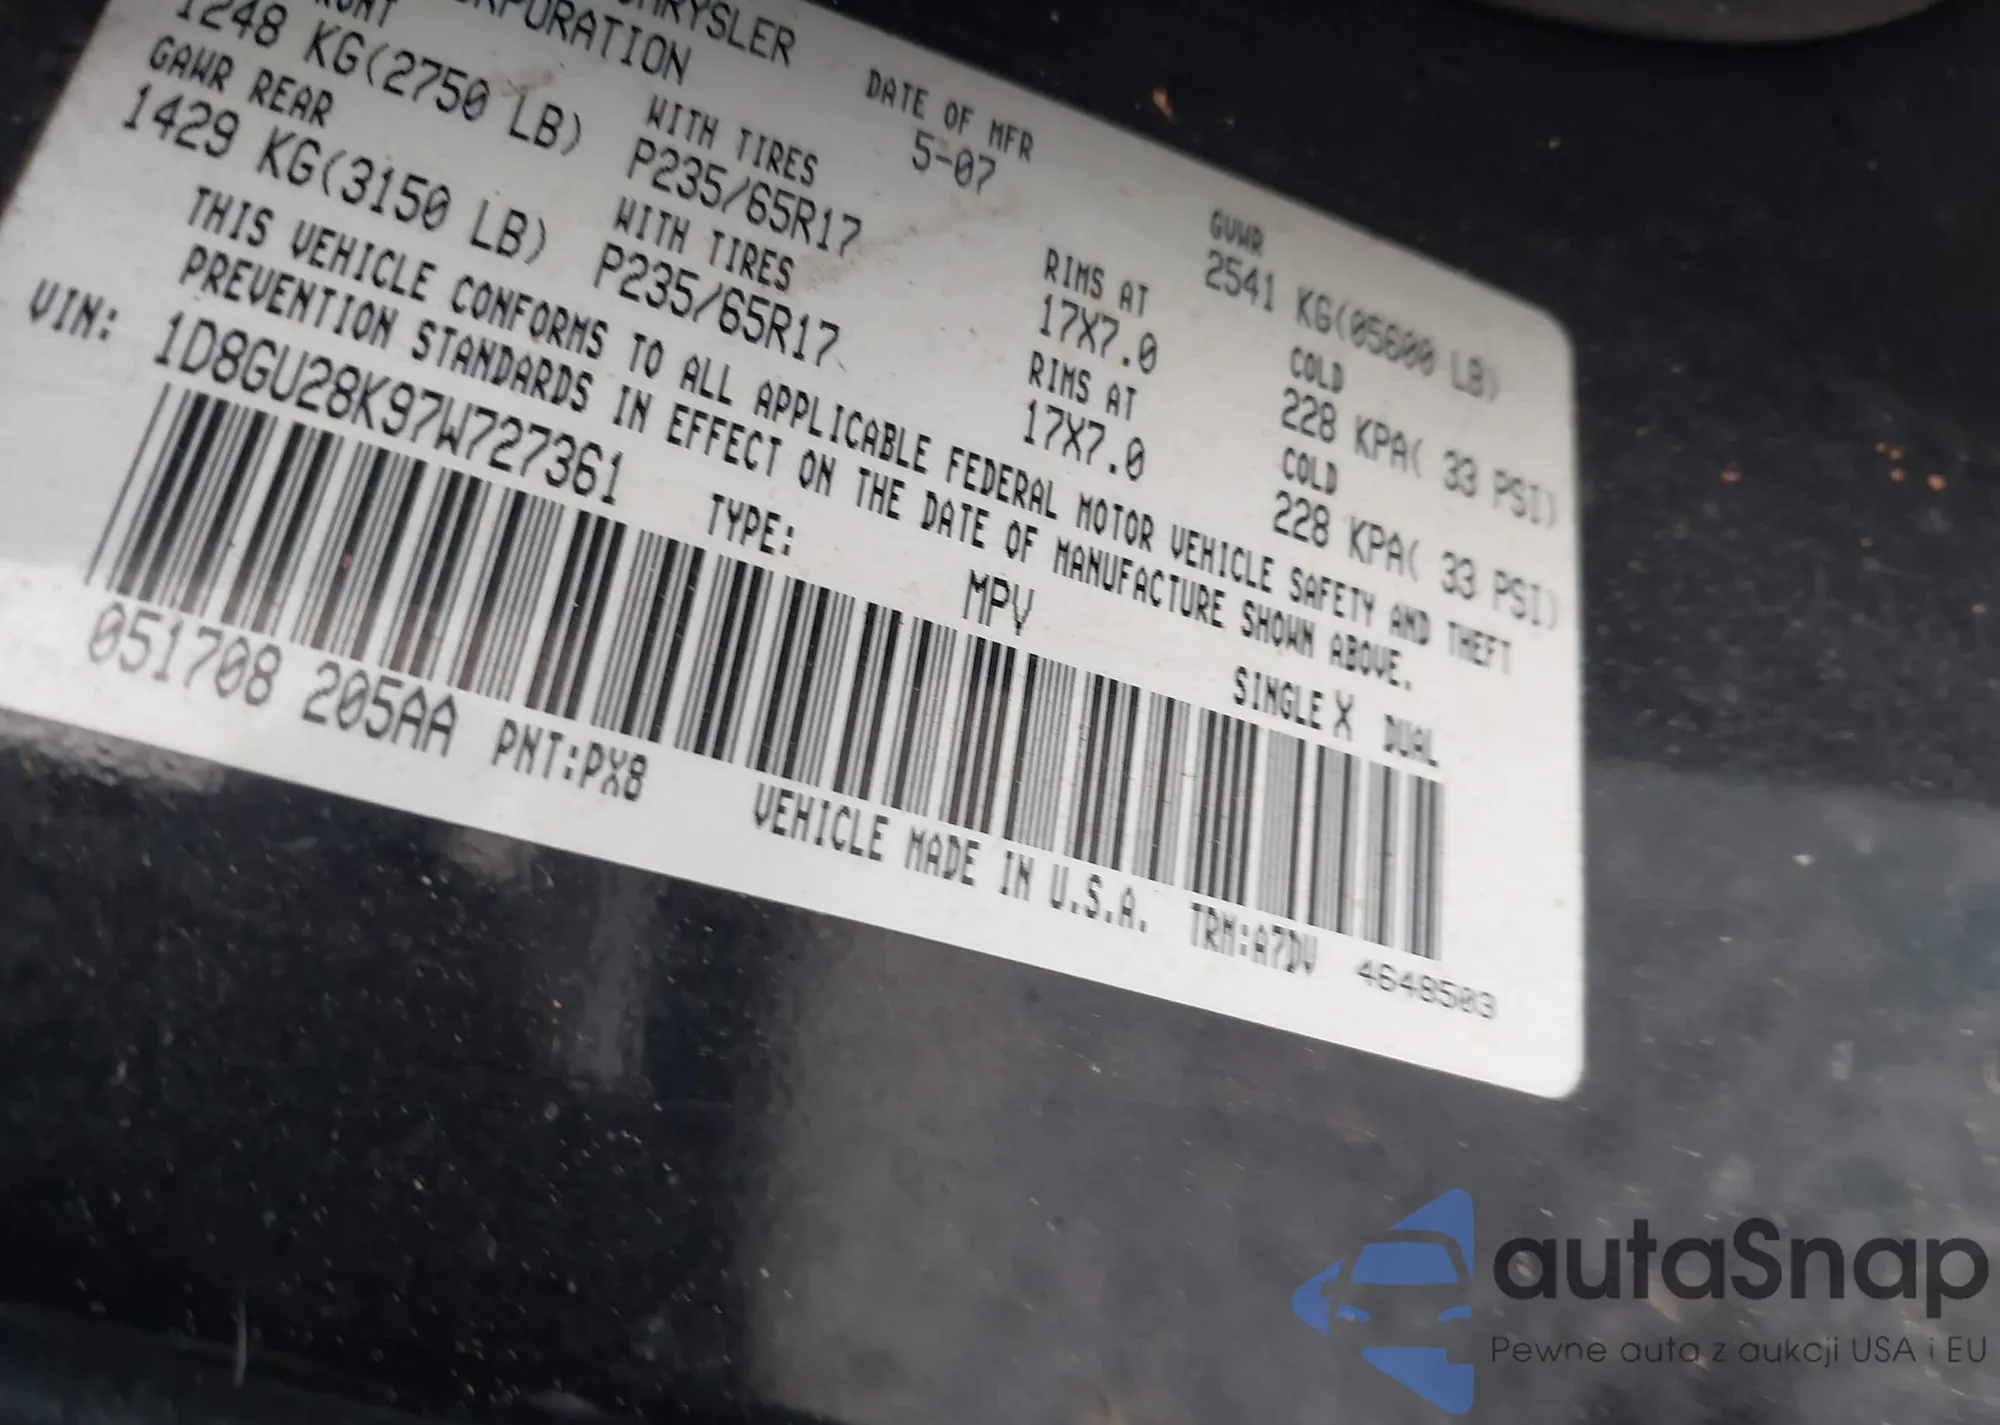 CHRYSLER
CORPORATION
DATE OF MFR
5-07
GVWR
2541 KG(05600 LB)
1248 KG(2750 LB)
WITH TIRES
P235/65R17
RIMS AT
17X7.0
COLD
228 KPA( 33 PSI)
GAWR REAR
1429 KG(3150 LB)
WITH TIRES
P235/65R17
RIMS AT
17X7.0
COLD
228 KPA( 33 PSI)
THIS VEHICLE CONFORMS TO ALL APPLICABLE FEDERAL MOTOR VEHICLE SAFETY AND THEFT
PREVENTION STANDARDS IN EFFECT ON THE DATE OF MANUFACTURE SHOWN ABOVE.
VIN: 1D8GU28K97W727361
TYPE: MPV
SINGLE X DUAL
051708 205AA PNT:PX8
VEHICLE MADE IN U.S.A. TRM:A7DV
4648503
autaSnap
Pewne auta z aukcji USA i EU